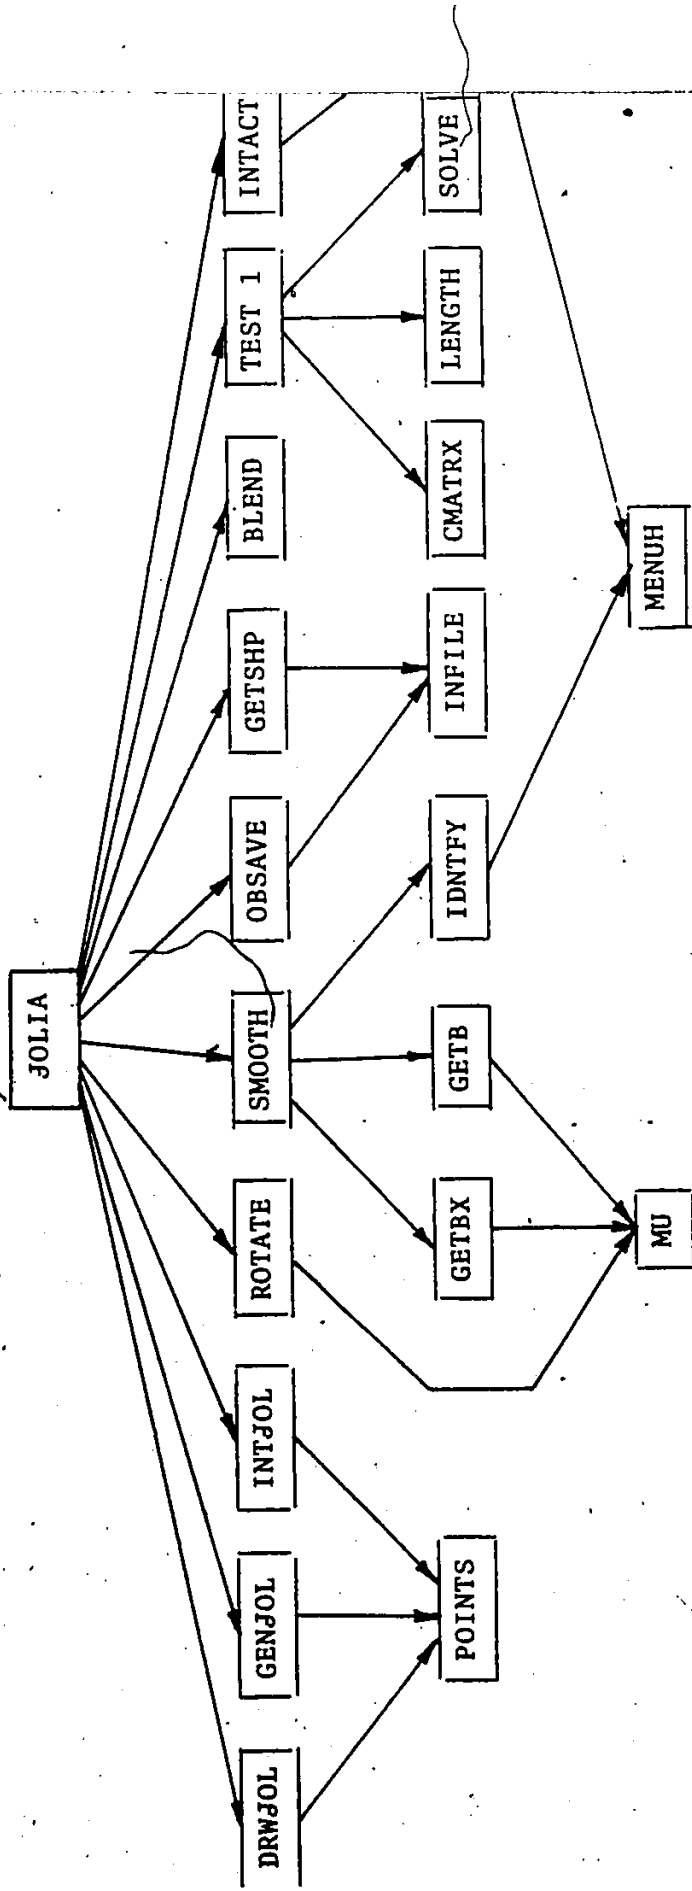 JOLIA
DRWJOL
GENJOL
INTJOL
ROTATE
SMOOTH
OBSAVE
GETSHP
BLEND
TEST 1
INTACT
POINTS
GETBX
GETB
IDNTFY
INFILE
CMATRX
LENGTH
SOLVE
MU
MENUH